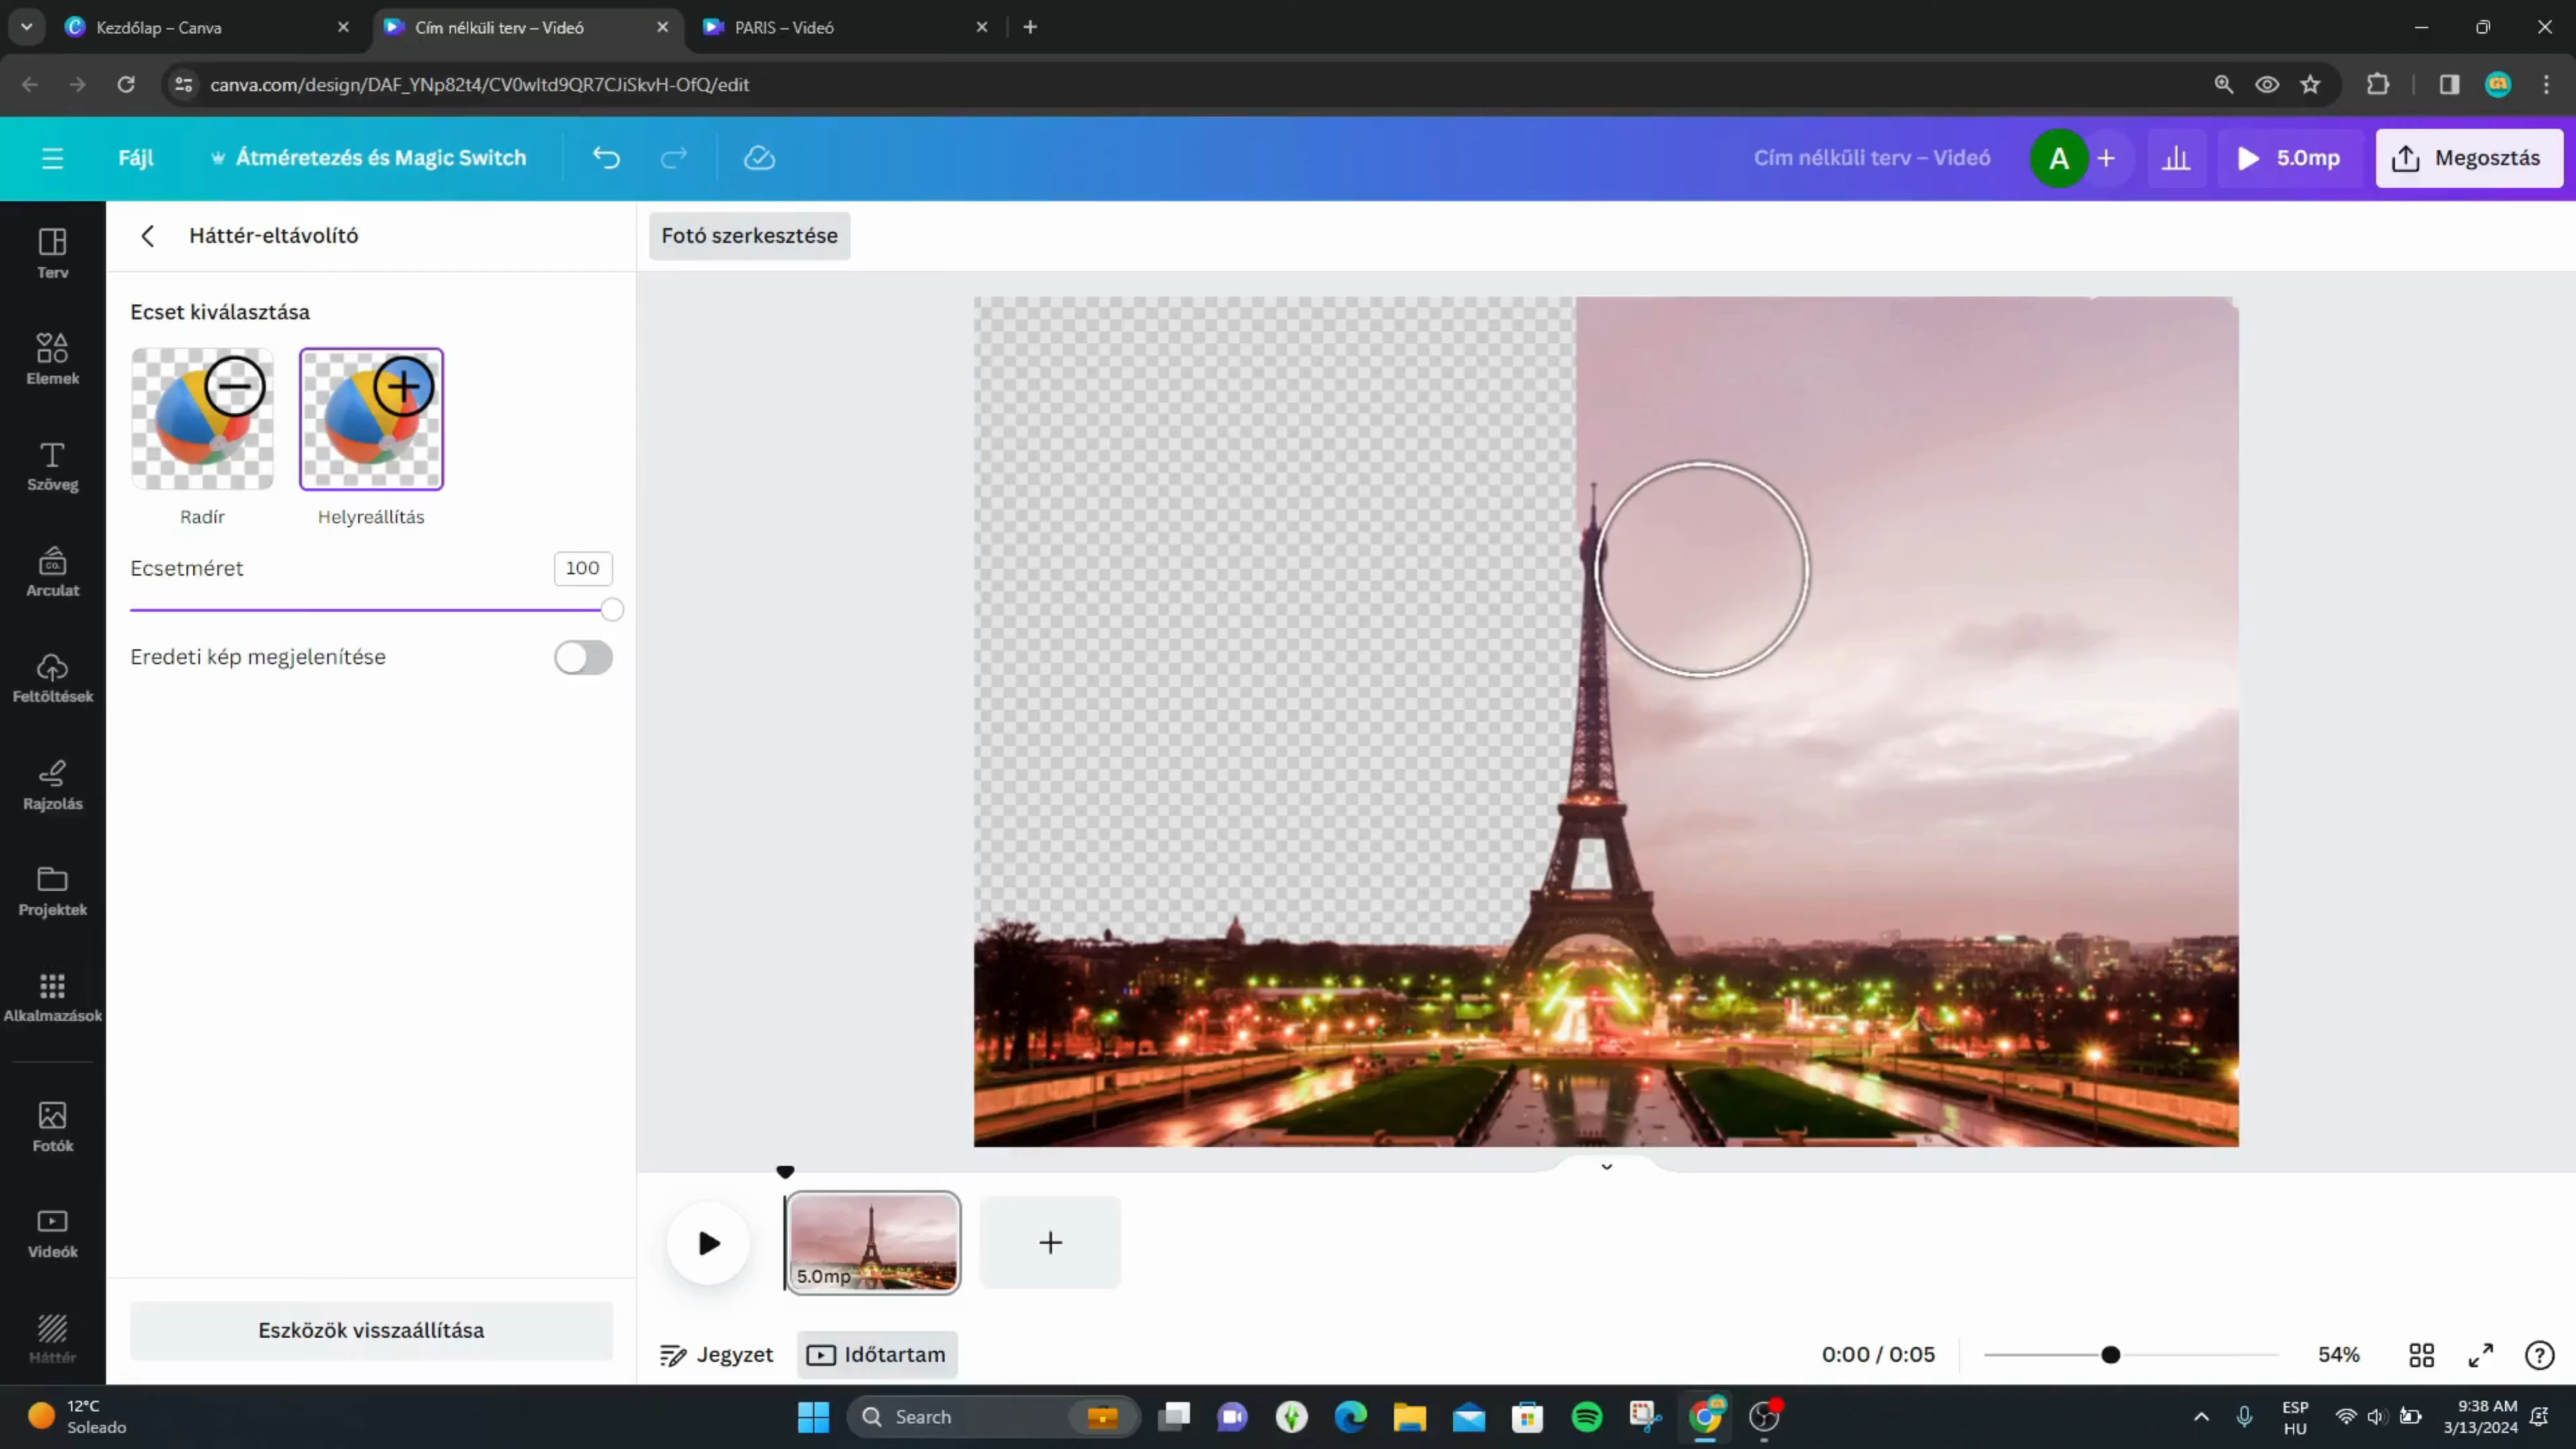 Kezdőlap – Canva
Cím nélküli terv – Videó
PARIS – Videó
canva.com/design/DAF_YNp82t4/CV0wltd9QR7CJiSkvH-OfQ/edit
Fájl
Átméretezés és Magic Switch
Cím nélküli terv – Videó
A
5.0mp
Megosztás
Terv
Elemek
Szöveg
Arculat
Feltöltések
Rajzolás
Projektek
Alkalmazások
Fotók
Videók
Háttér
Háttér-eltávolító
Ecset kiválasztása
Radír
Helyreállítás
Ecsetméret
100
Eredeti kép megjelenítése
Eszközök visszaállítása
Fotó szerkesztése
5.0mp
Jegyzet
Időtartam
0:00 / 0:05
54%
12°C
Soleado
Search
ESP
HU
9:38 AM
3/13/2024